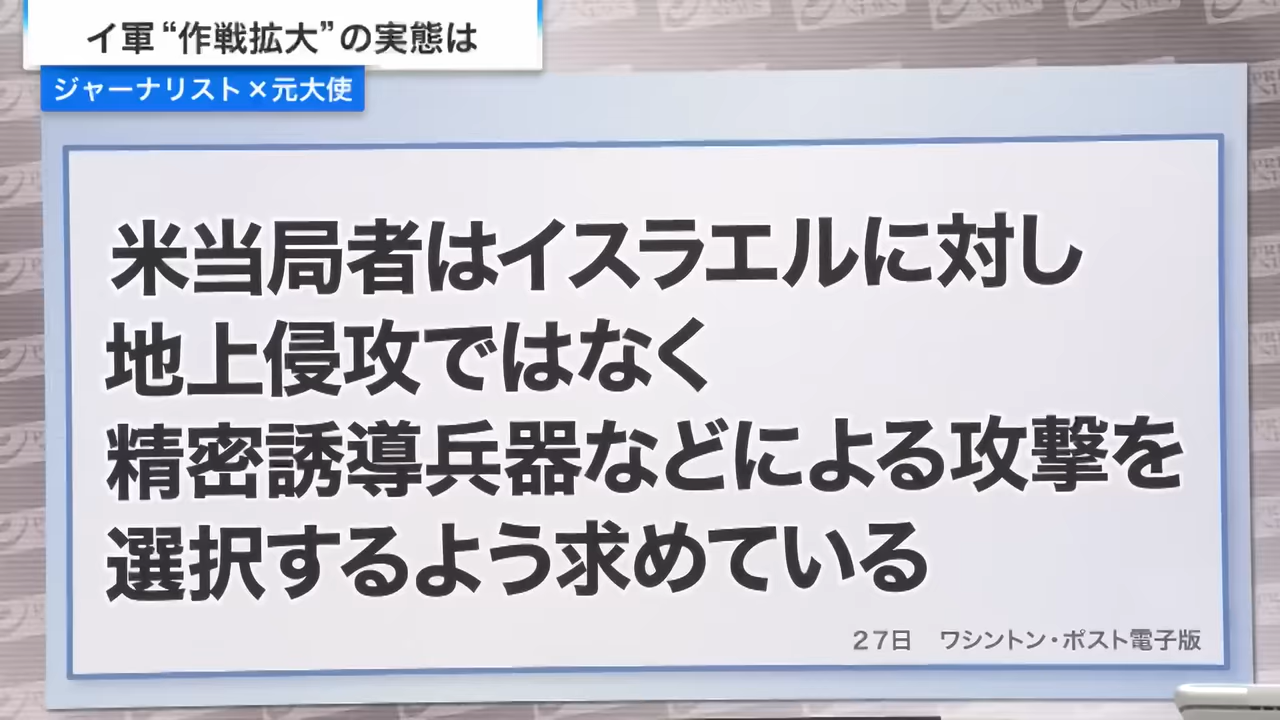 イ軍“作戦拡大”の実態は
ジャーナリスト×元大使
米当局者はイスラエルに対し
地上侵攻ではなく
精密誘導兵器などによる攻撃を
選択するよう求めている
27日　ワシントン・ポスト電子版